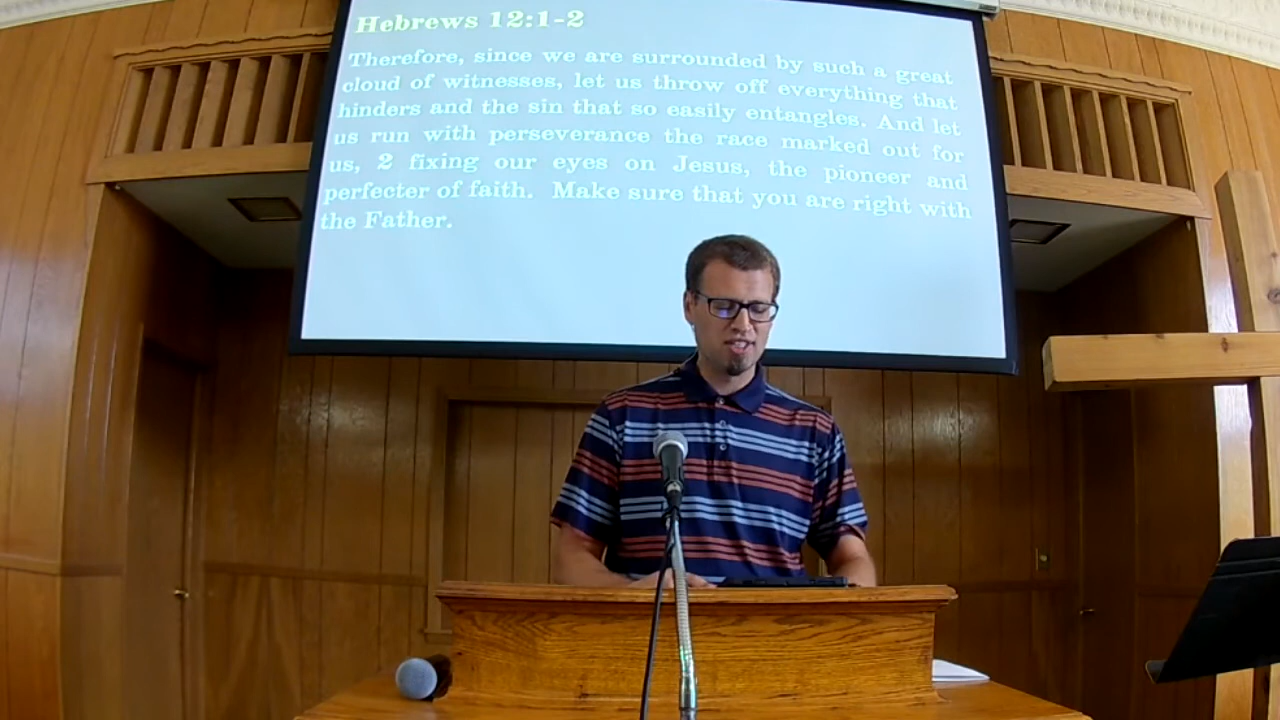 Hebrews 12:1-2
Therefore, since we are surrounded by such a great
cloud of witnesses, let us throw off everything that
hinders and the sin that so easily entangles. And let
us run with perseverance the race marked out for
us, 2 fixing our eyes on Jesus, the pioneer and
perfecter of faith. Make sure that you are right with
the Father.